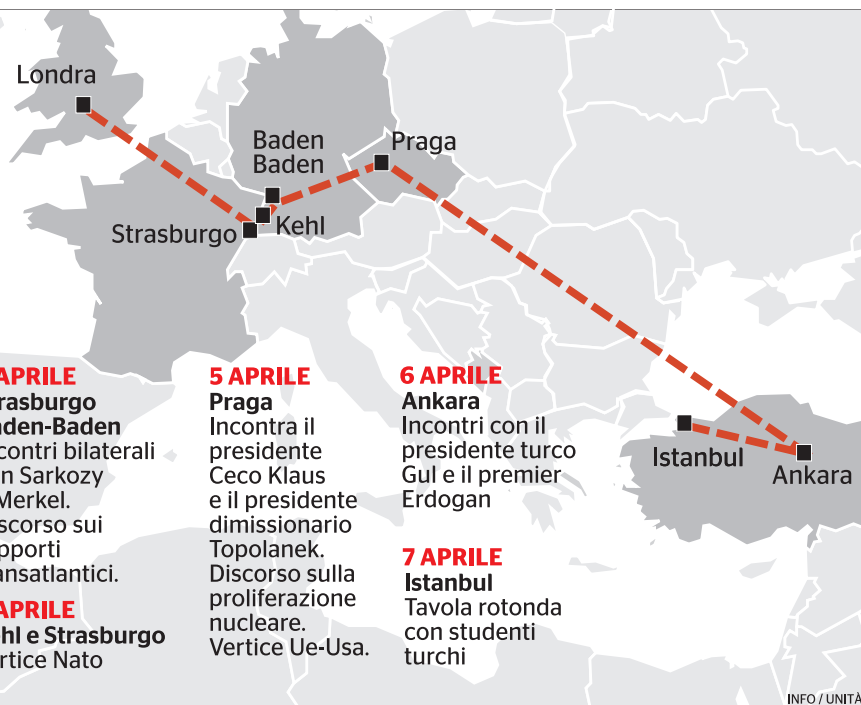 Londra
Baden
Baden
Praga
Strasburgo
Kehl
Istanbul
Ankara
APRILE
rasburgo
aden-Baden
contri bilaterali
n Sarkozy
Merkel.
scorso sui
pporti
ansatlantici.
APRILE
hl e Strasburgo
rtice Nato
5 APRILE
Praga
Incontra il
presidente
Ceco Klaus
e il presidente
dimissionario
Topolanek.
Discorso sulla
proliferazione
nucleare.
Vertice Ue-Usa.
6 APRILE
Ankara
Incontri con il
presidente turco
Gul e il premier
Erdogan
7 APRILE
Istanbul
Tavola rotonda
con studenti
turchi
INFO / UNITÀ